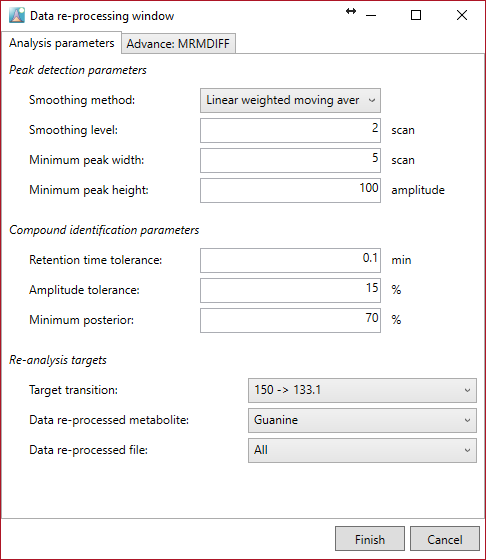 Data re-processing window
Analysis parameters
Advance: MRMDIFF
Peak detection parameters
Smoothing method: Linear weighted moving aver
Smoothing level: 2 scan
Minimum peak width: 5 scan
Minimum peak height: 100 amplitude
Compound identification parameters
Retention time tolerance: 0.1 min
Amplitude tolerance: 15 %
Minimum posterior: 70 %
Re-analysis targets
Target transition: 150 -> 133.1
Data re-processed metabolite: Guanine
Data re-processed file: All
Finish Cancel